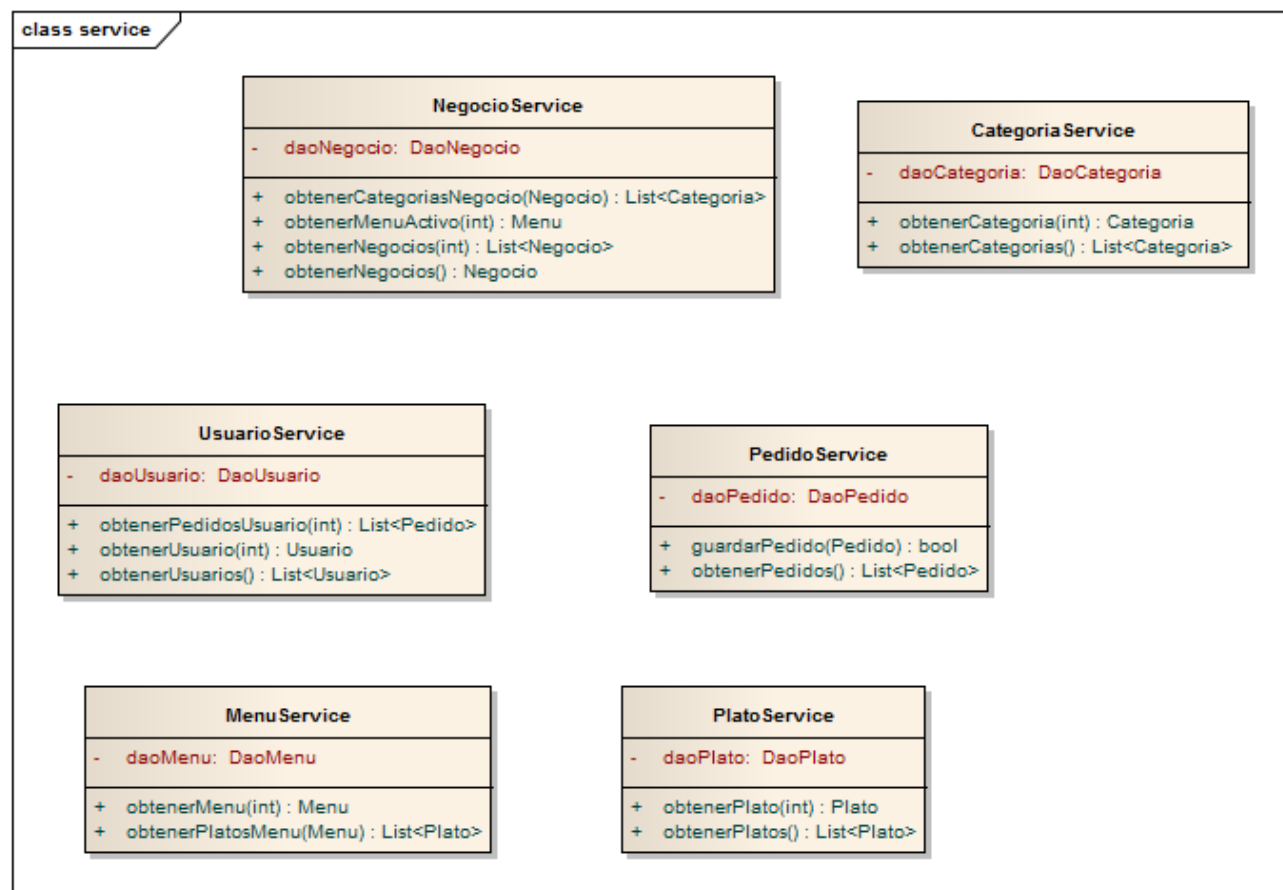 class service
NegocioService
- daoNegocio: DaoNegocio
+ obtenerCategoriasNegocio(Negocio) : List<Categoria>
+ obtenerMenuActivo(int) : Menu
+ obtenerNegocios(int) : List<Negocio>
+ obtenerNegocios() : Negocio
CategoriaService
- daoCategoria: DaoCategoria
+ obtenerCategoria(int) : Categoria
+ obtenerCategorias() : List<Categoria>
UsuarioService
- daoUsuario: DaoUsuario
+ obtenerPedidosUsuario(int) : List<Pedido>
+ obtenerUsuario(int) : Usuario
+ obtenerUsuarios() : List<Usuario>
PedidoService
- daoPedido: DaoPedido
+ guardarPedido(Pedido) : bool
+ obtenerPedidos() : List<Pedido>
MenuService
- daoMenu: DaoMenu
+ obtenerMenu(int) : Menu
+ obtenerPlatosMenu(Menu) : List<Plato>
PlatoService
- daoPlato: DaoPlato
+ obtenerPlato(int) : Plato
+ obtenerPlatos() : List<Plato>